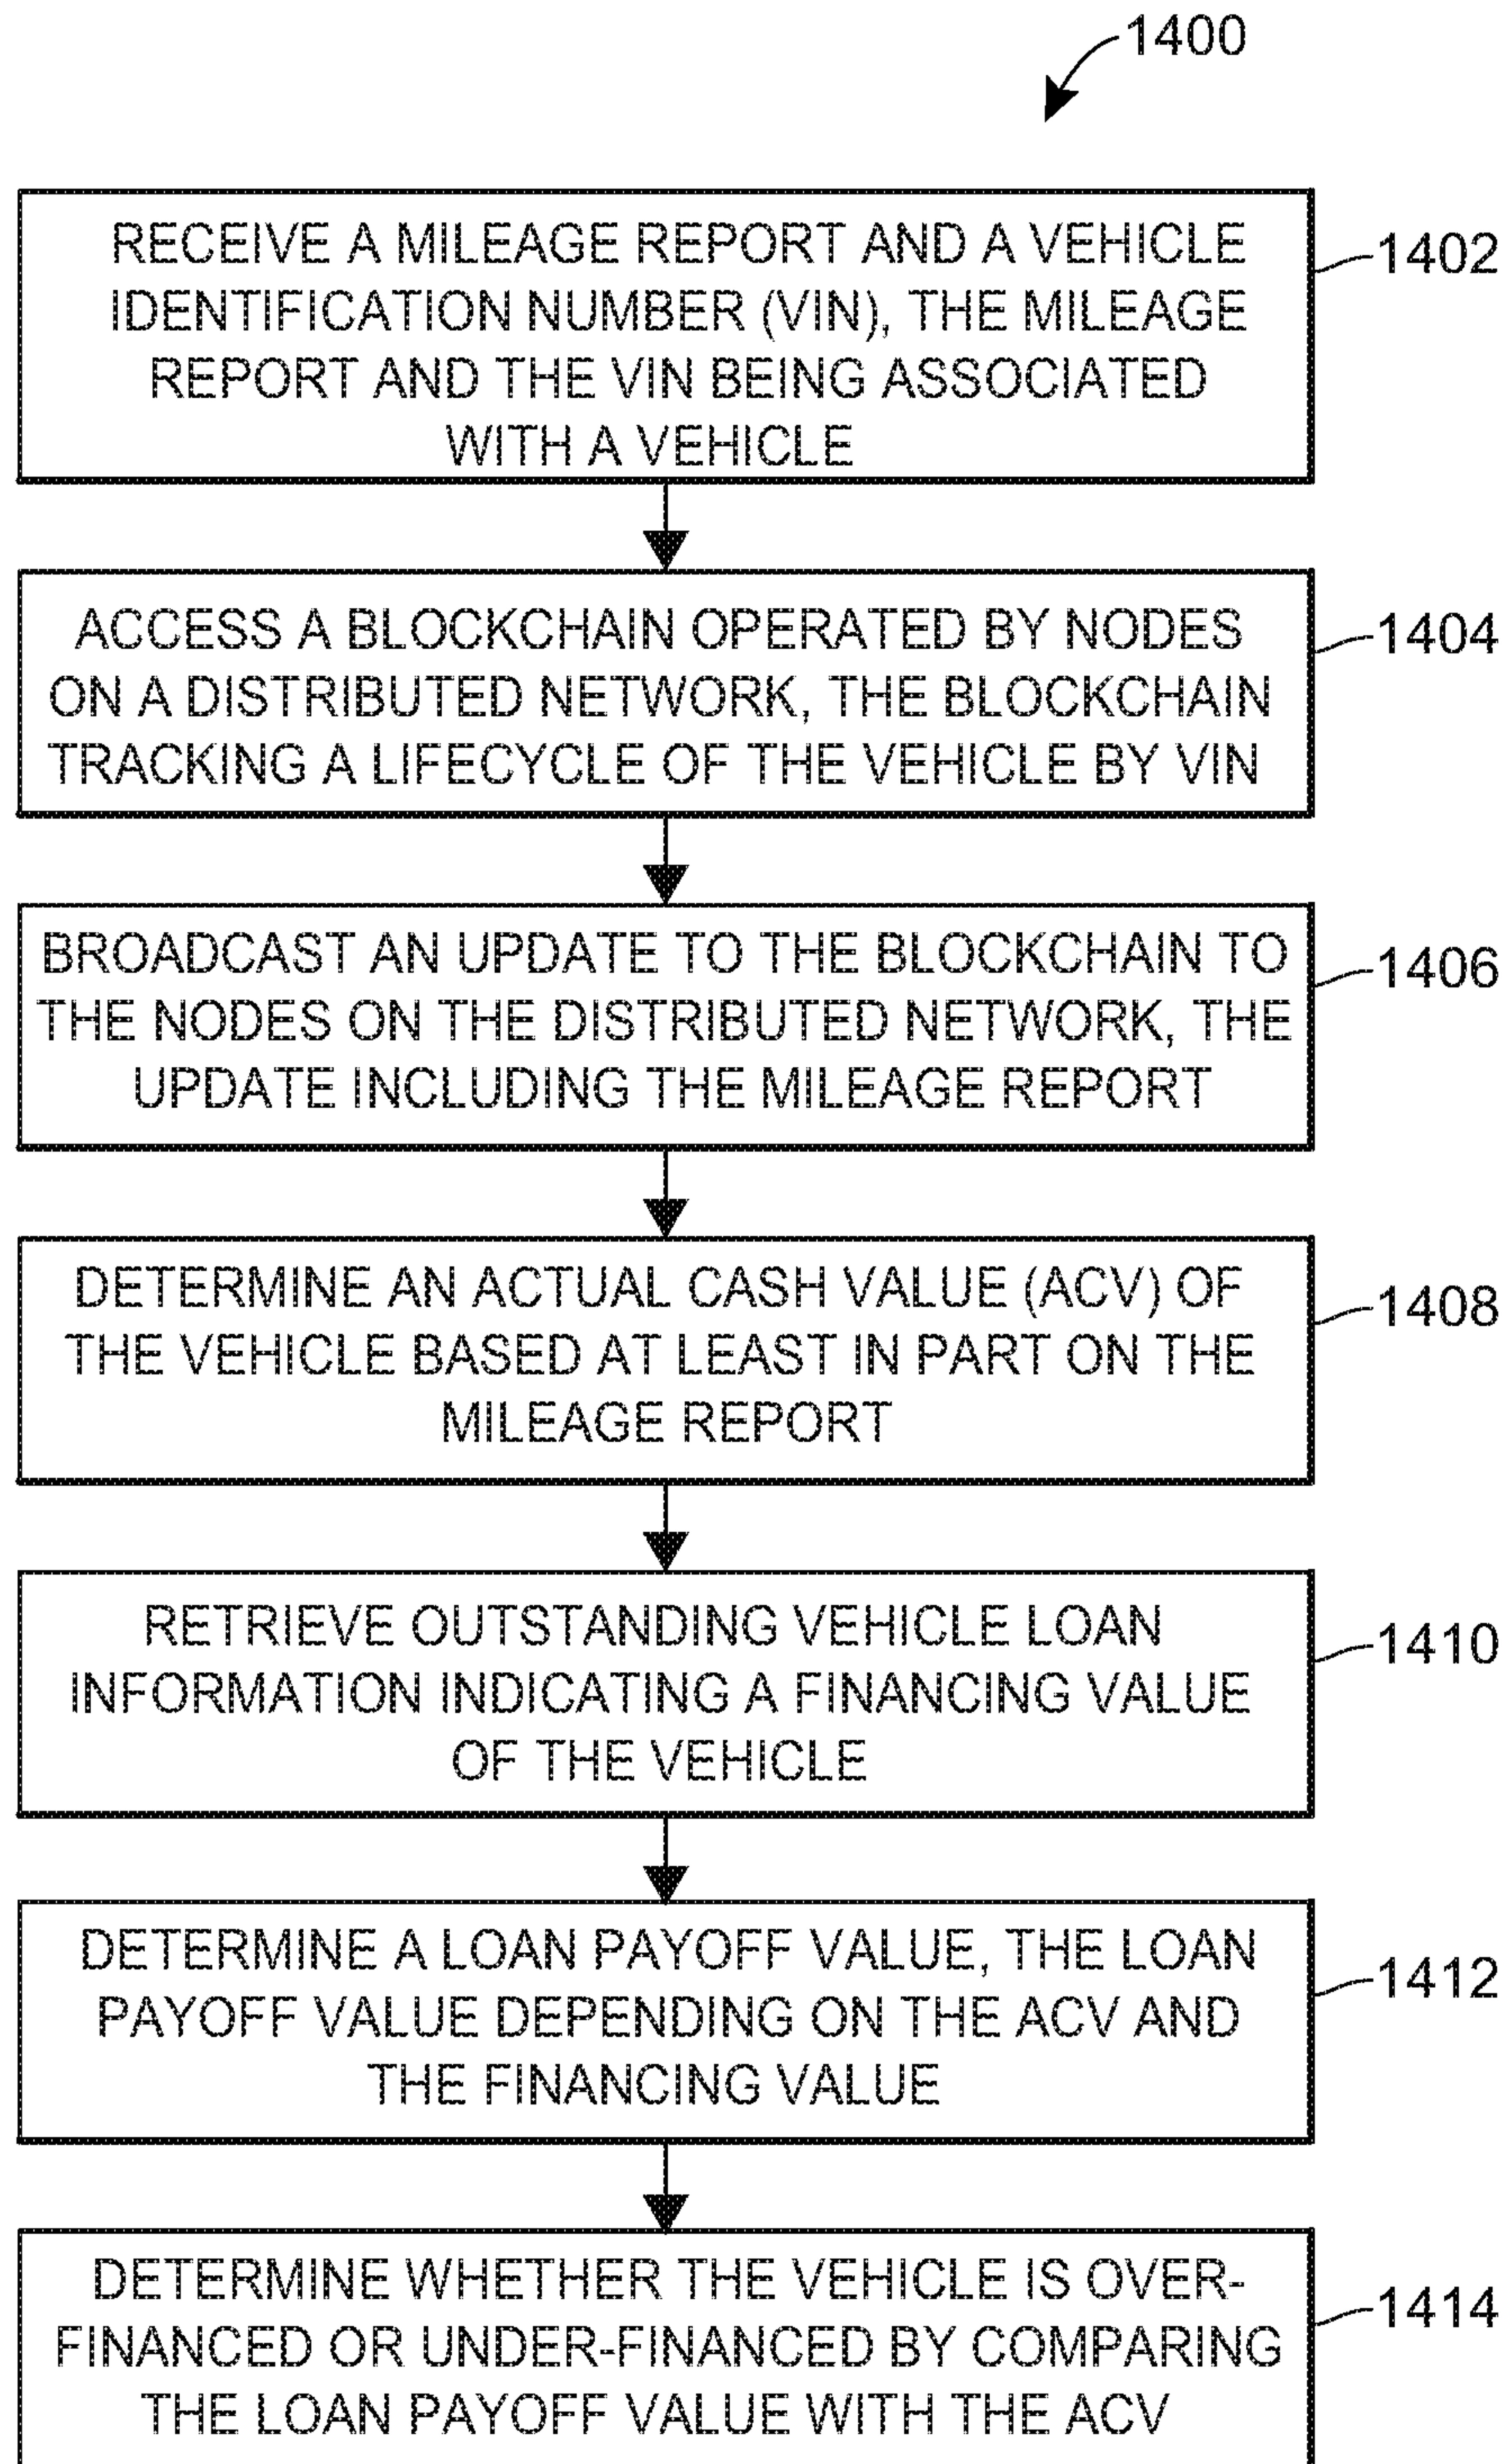 1400
RECEIVE A MILEAGE REPORT AND A VEHICLE
IDENTIFICATION NUMBER (VIN), THE MILEAGE
REPORT AND THE VIN BEING ASSOCIATED
WITH A VEHICLE
1402
ACCESS A BLOCKCHAIN OPERATED BY NODES
ON A DISTRIBUTED NETWORK, THE BLOCKCHAIN
TRACKING A LIFECYCLE OF THE VEHICLE BY VIN
1404
BROADCAST AN UPDATE TO THE BLOCKCHAIN TO
THE NODES ON THE DISTRIBUTED NETWORK, THE
UPDATE INCLUDING THE MILEAGE REPORT
1406
DETERMINE AN ACTUAL CASH VALUE (ACV) OF
THE VEHICLE BASED AT LEAST IN PART ON THE
MILEAGE REPORT
1408
RETRIEVE OUTSTANDING VEHICLE LOAN
INFORMATION INDICATING A FINANCING VALUE
OF THE VEHICLE
1410
DETERMINE A LOAN PAYOFF VALUE, THE LOAN
PAYOFF VALUE DEPENDING ON THE ACV AND
THE FINANCING VALUE
1412
DETERMINE WHETHER THE VEHICLE IS OVER-
FINANCED OR UNDER-FINANCED BY COMPARING
THE LOAN PAYOFF VALUE WITH THE ACV
1414